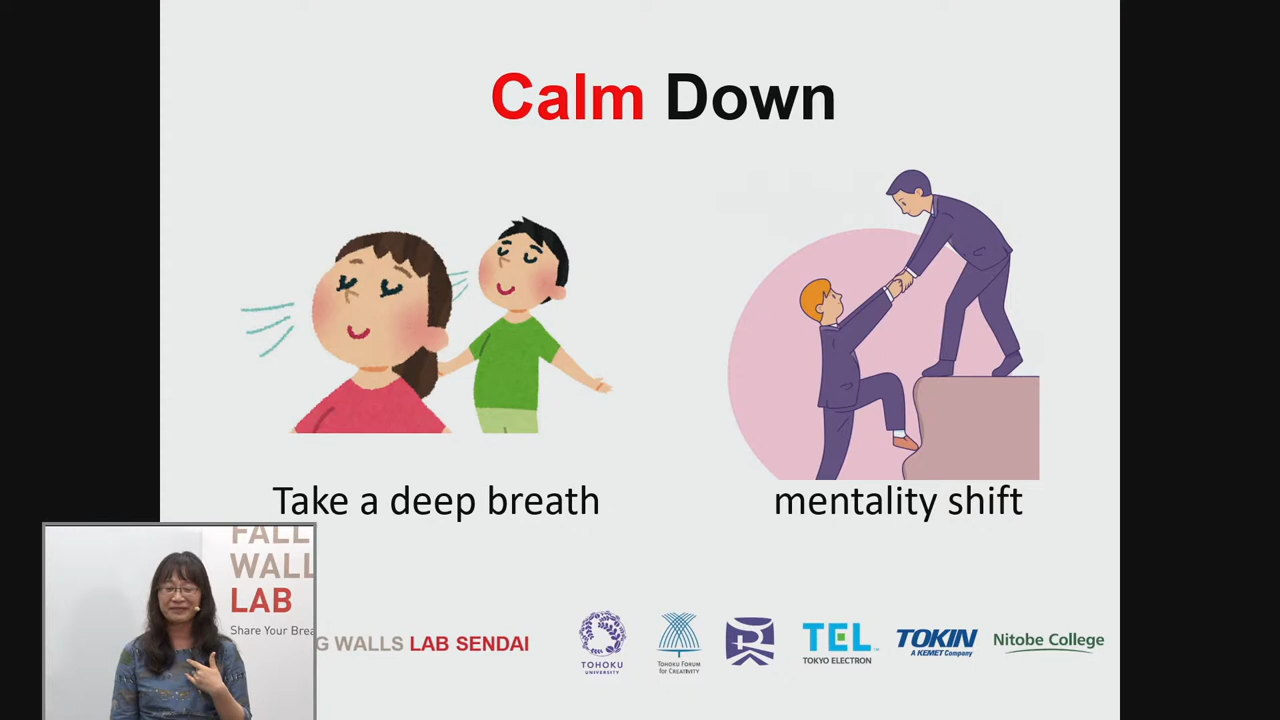 Calm Down
Take a deep breath
mentality shift
FALL
WALL
LAB
Share Your Brea
G WALLS LAB SENDAI
TOHOKU
UNIVERSITY
TOHOKU FORUM
for CREATIVITY
TEL
TOKYO ELECTRON
TOKIN
A KEMET Company
Nitobe College